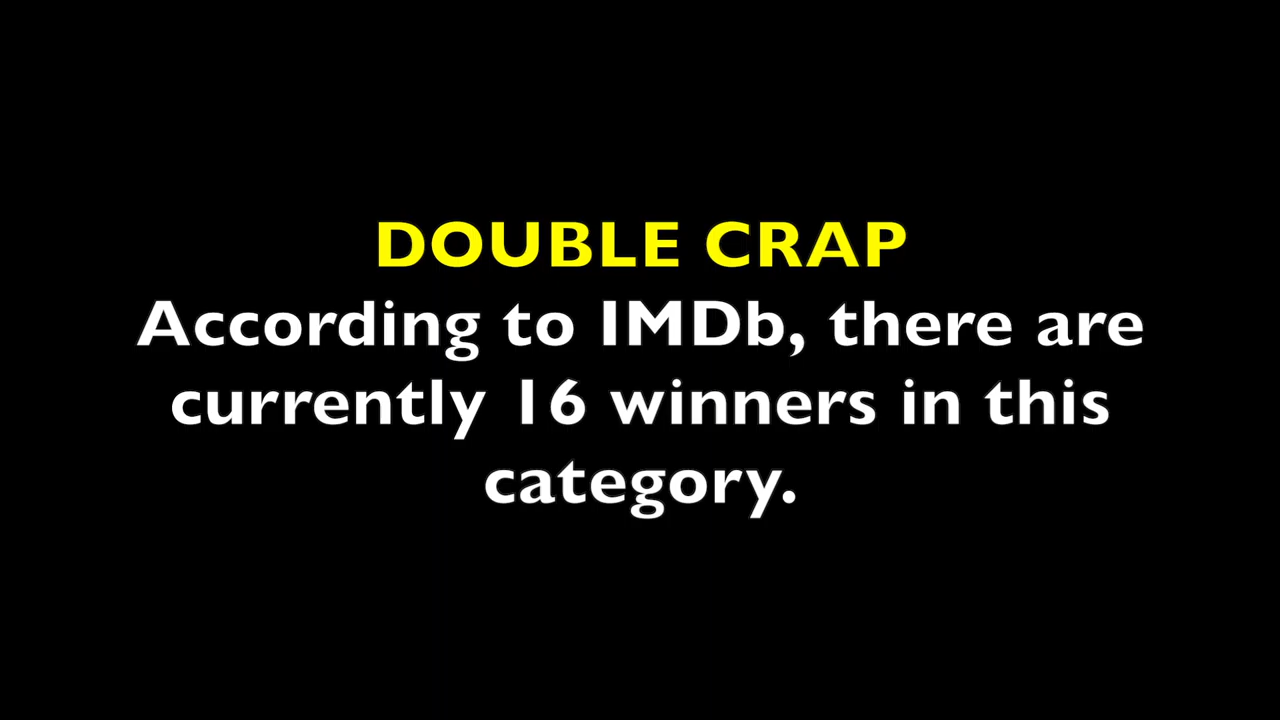 DOUBLE CRAP
According to IMDb, there are
currently 16 winners in this
category.